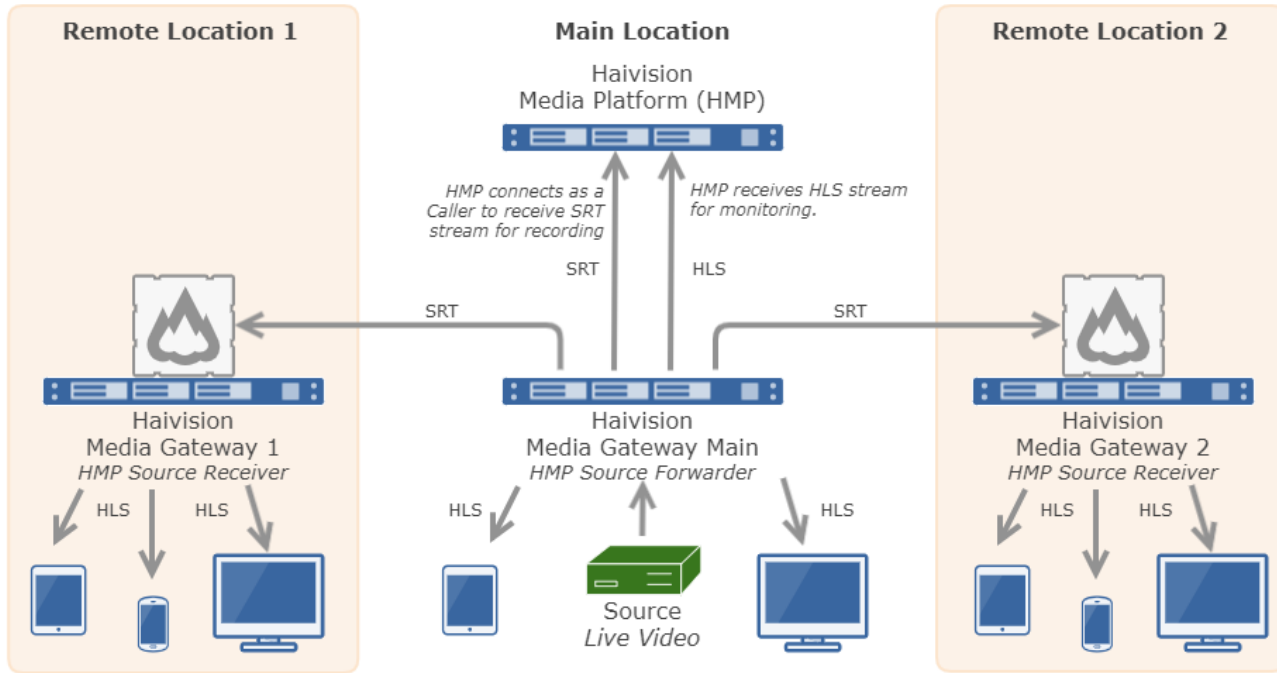 Remote Location 1
Main Location
Remote Location 2
Haivision
Media Platform (HMP)
HMP connects as a
Caller to receive SRT
stream for recording
HMP receives HLS stream
for monitoring.
SRT
HLS
SRT
SRT
Haivision
Media Gateway 1
HMP Source Receiver
Haivision
Media Gateway Main
HMP Source Forwarder
Haivision
Media Gateway 2
HMP Source Receiver
HLS
HLS
HLS
HLS
HLS
HLS
Source
Live Video